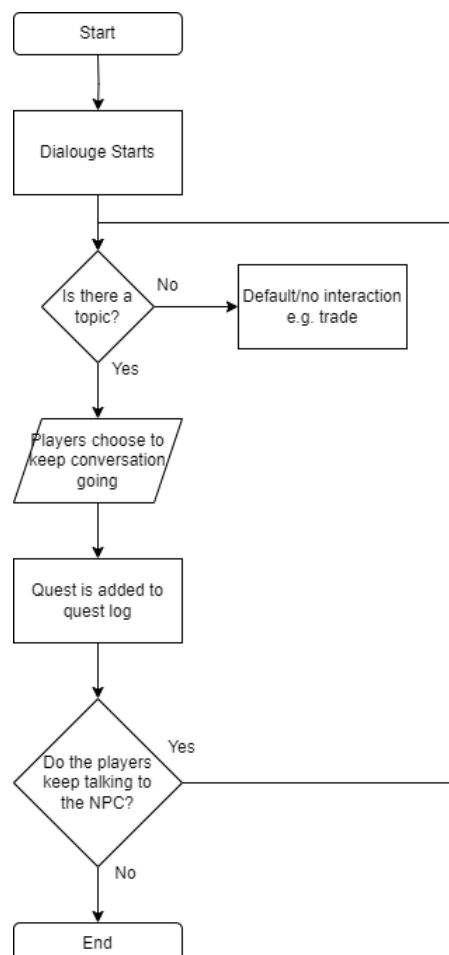 Start
Dialouge Starts
Is there a
topic?
No
Default/no interaction
e.g. trade
Yes
Players choose to
keep conversation
going
Quest is added to
quest log
Do the players
keep talking to
the NPC?
Yes
No
End